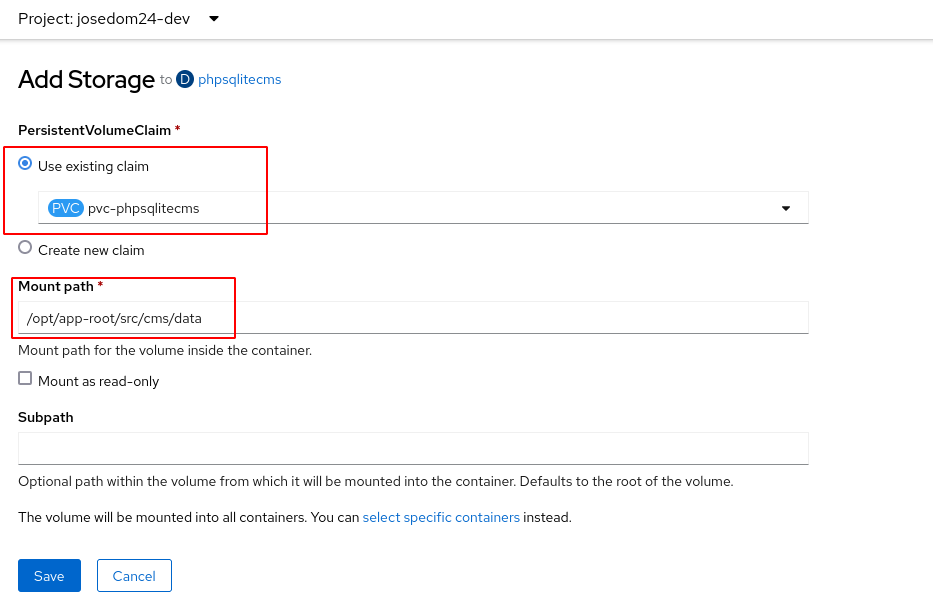 Project: josedom24-dev
Add Storage to D phpsqlitecms
PersistentVolumeClaim *
Use existing claim
PVC pvc-phpsqlitecms
Create new claim
Mount path *
/opt/app-root/src/cms/data
Mount path for the volume inside the container.
Mount as read-only
Subpath
Optional path within the volume from which it will be mounted into the container. Defaults to the root of the volume.
The volume will be mounted into all containers. You can select specific containers instead.
Save Cancel